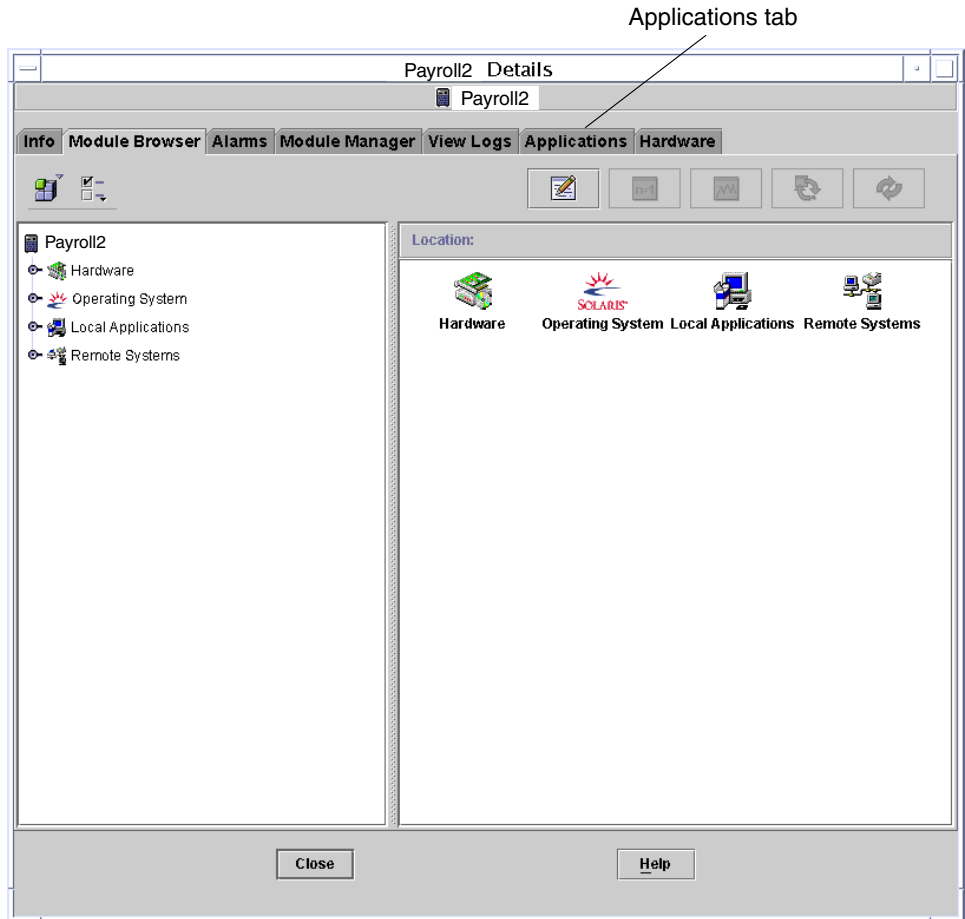 Applications tab
Payroll2 Details
Payroll2
Info Module Browser Alarms Module Manager View Logs Applications Hardware
n=1
Payroll2
Hardware
Operating System
Local Applications
Remote Systems
Location:
SOLARIS
Hardware Operating System Local Applications Remote Systems
Close Help